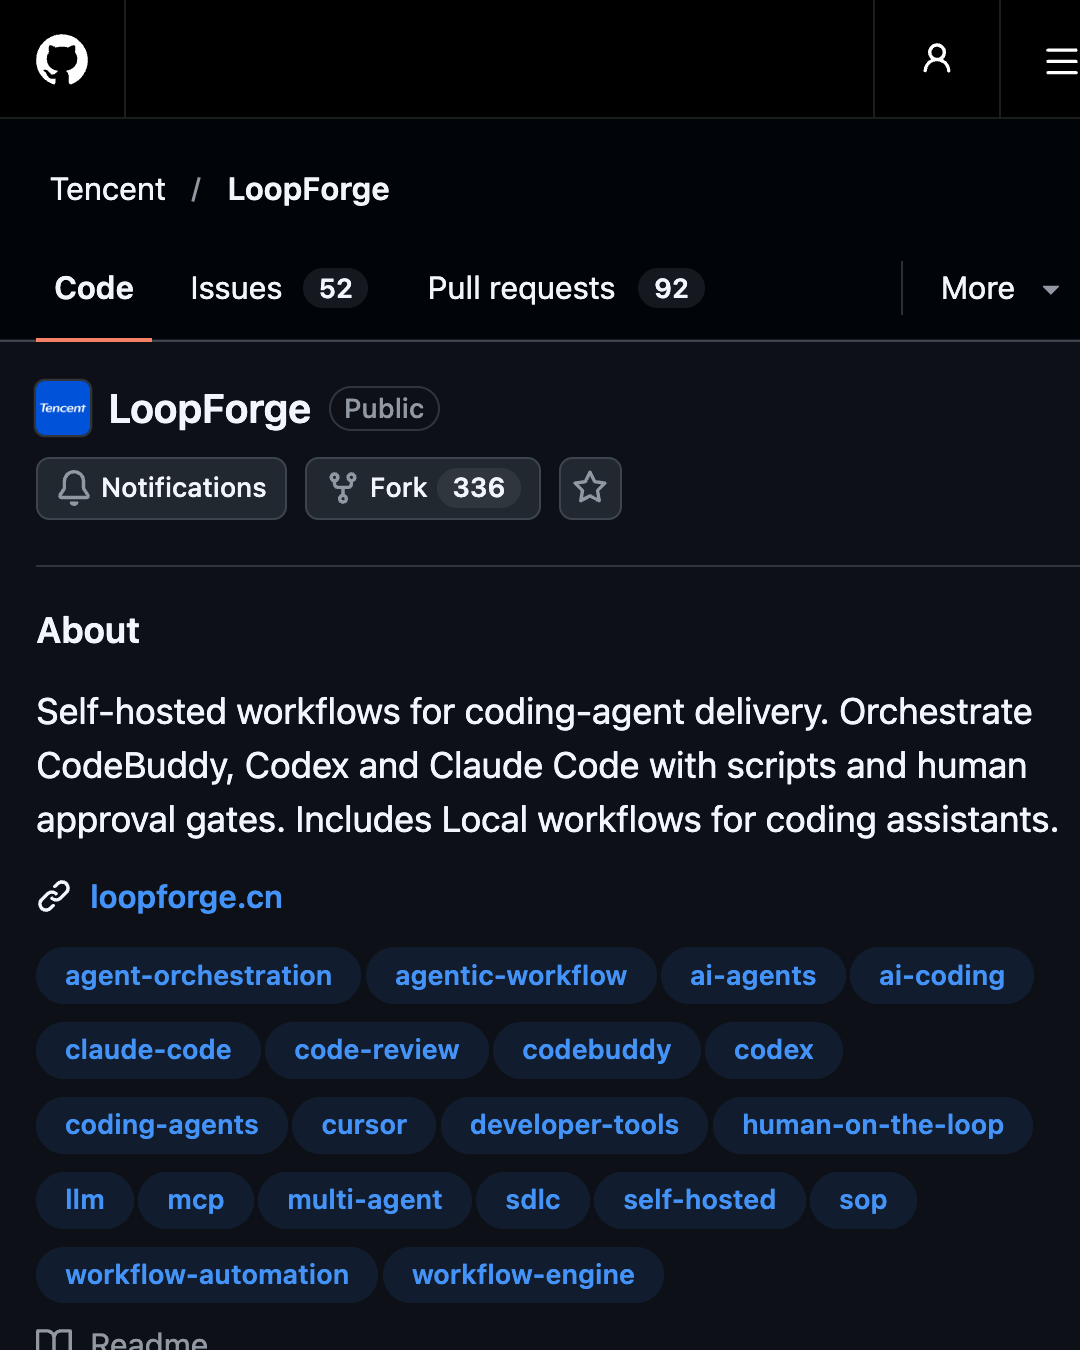 Tencent / LoopForge
Code Issues 52 Pull requests 92 More
Tencent LoopForge Public
Notifications Fork 336
About
Self-hosted workflows for coding-agent delivery. Orchestrate
CodeBuddy, Codex and Claude Code with scripts and human
approval gates. Includes Local workflows for coding assistants.
loopforge.cn
agent-orchestration agentic-workflow ai-agents ai-coding
claude-code code-review codebuddy codex
coding-agents cursor developer-tools human-on-the-loop
llm mcp multi-agent sdlc self-hosted sop
workflow-automation workflow-engine
Readme